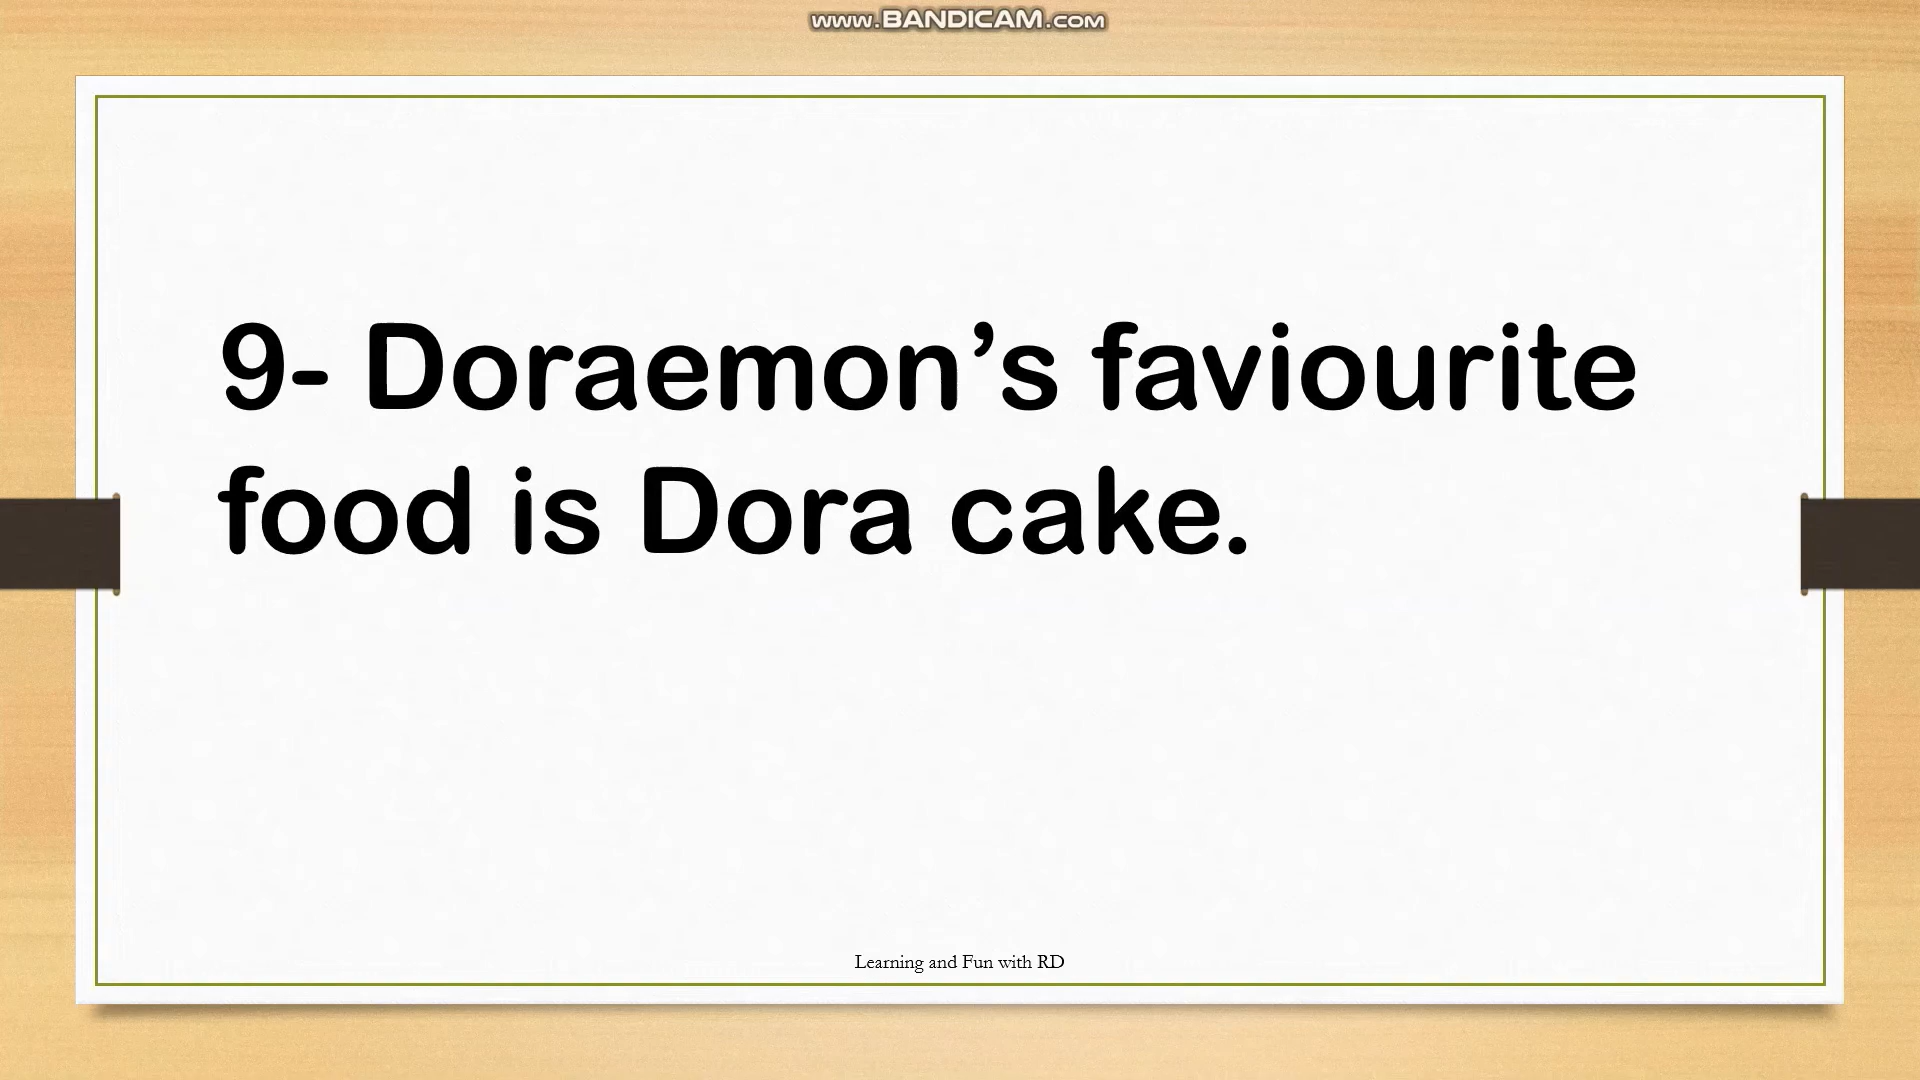 www.BANDICAM.com
9- Doraemon’s faviourite
food is Dora cake.
Learning and Fun with RD